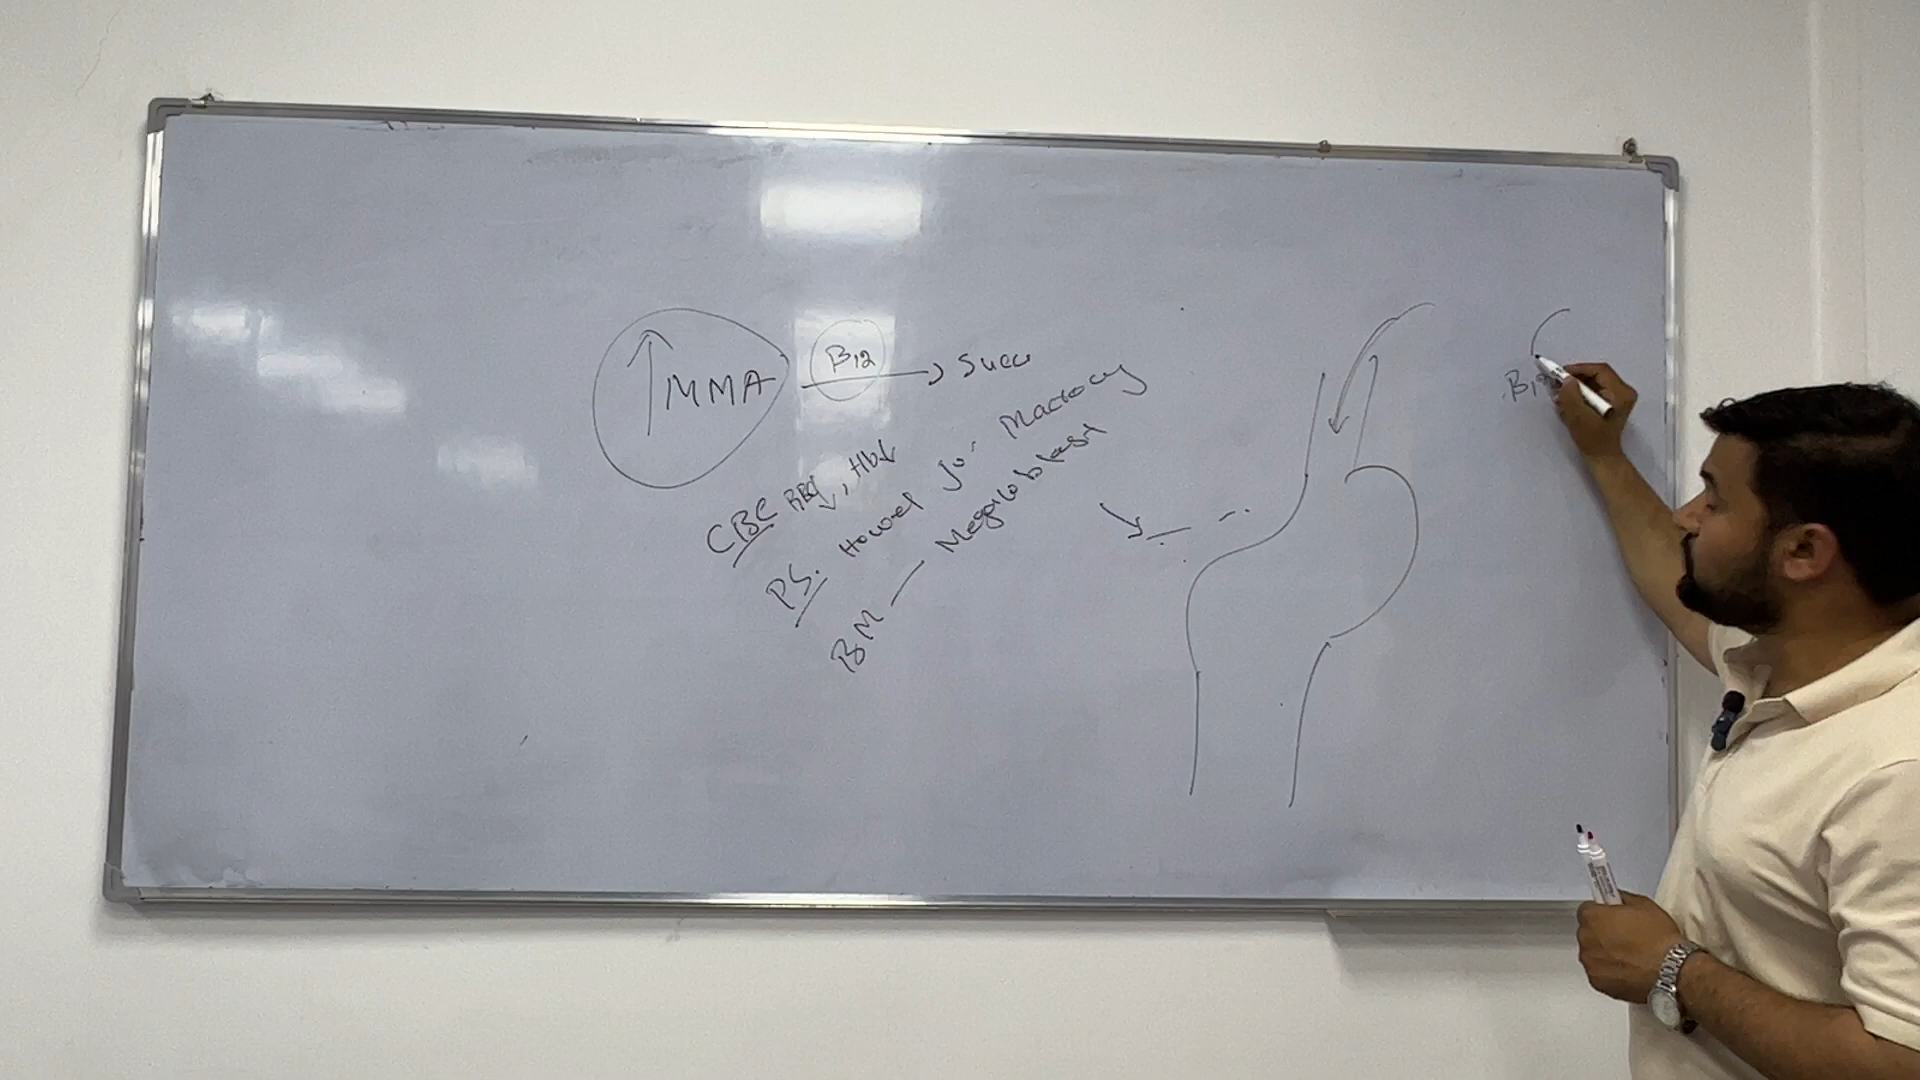 ↑MMA B12 → Succ
CBC RBC↓, Hb↓
PS. Howel Jo. Macrocy
BM — Megaloblast
B12